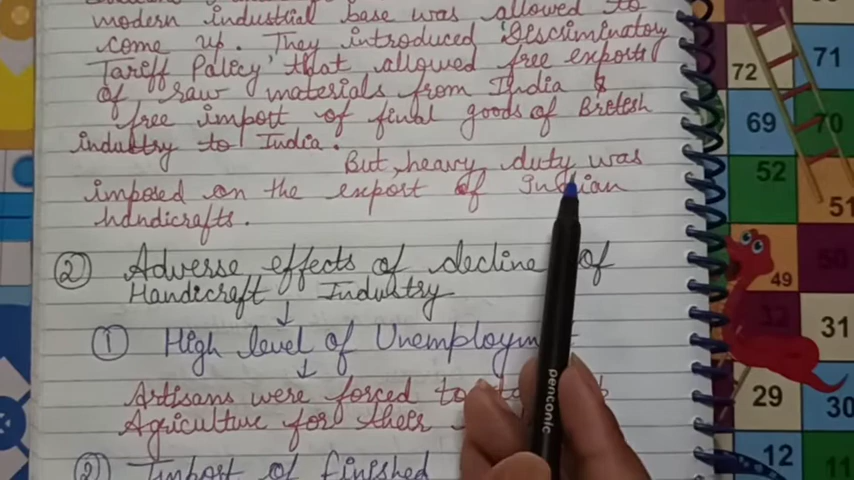 modern industrial base was allowed to
come up. They introduced 'Discriminatory
Tariff Policy' that allowed free exports
of raw materials from India &
free import of final goods of British
industry to India.
But, heavy duty was
imposed on the export of Indian
handicrafts.
② Adverse effects of decline of
Handicraft Industry
① High level of Unemployment
Artisans were forced to
Agriculture for their
② Import of finished
72
71
69
70
52
51
49
50
32
31
29
30
12
11
penconic